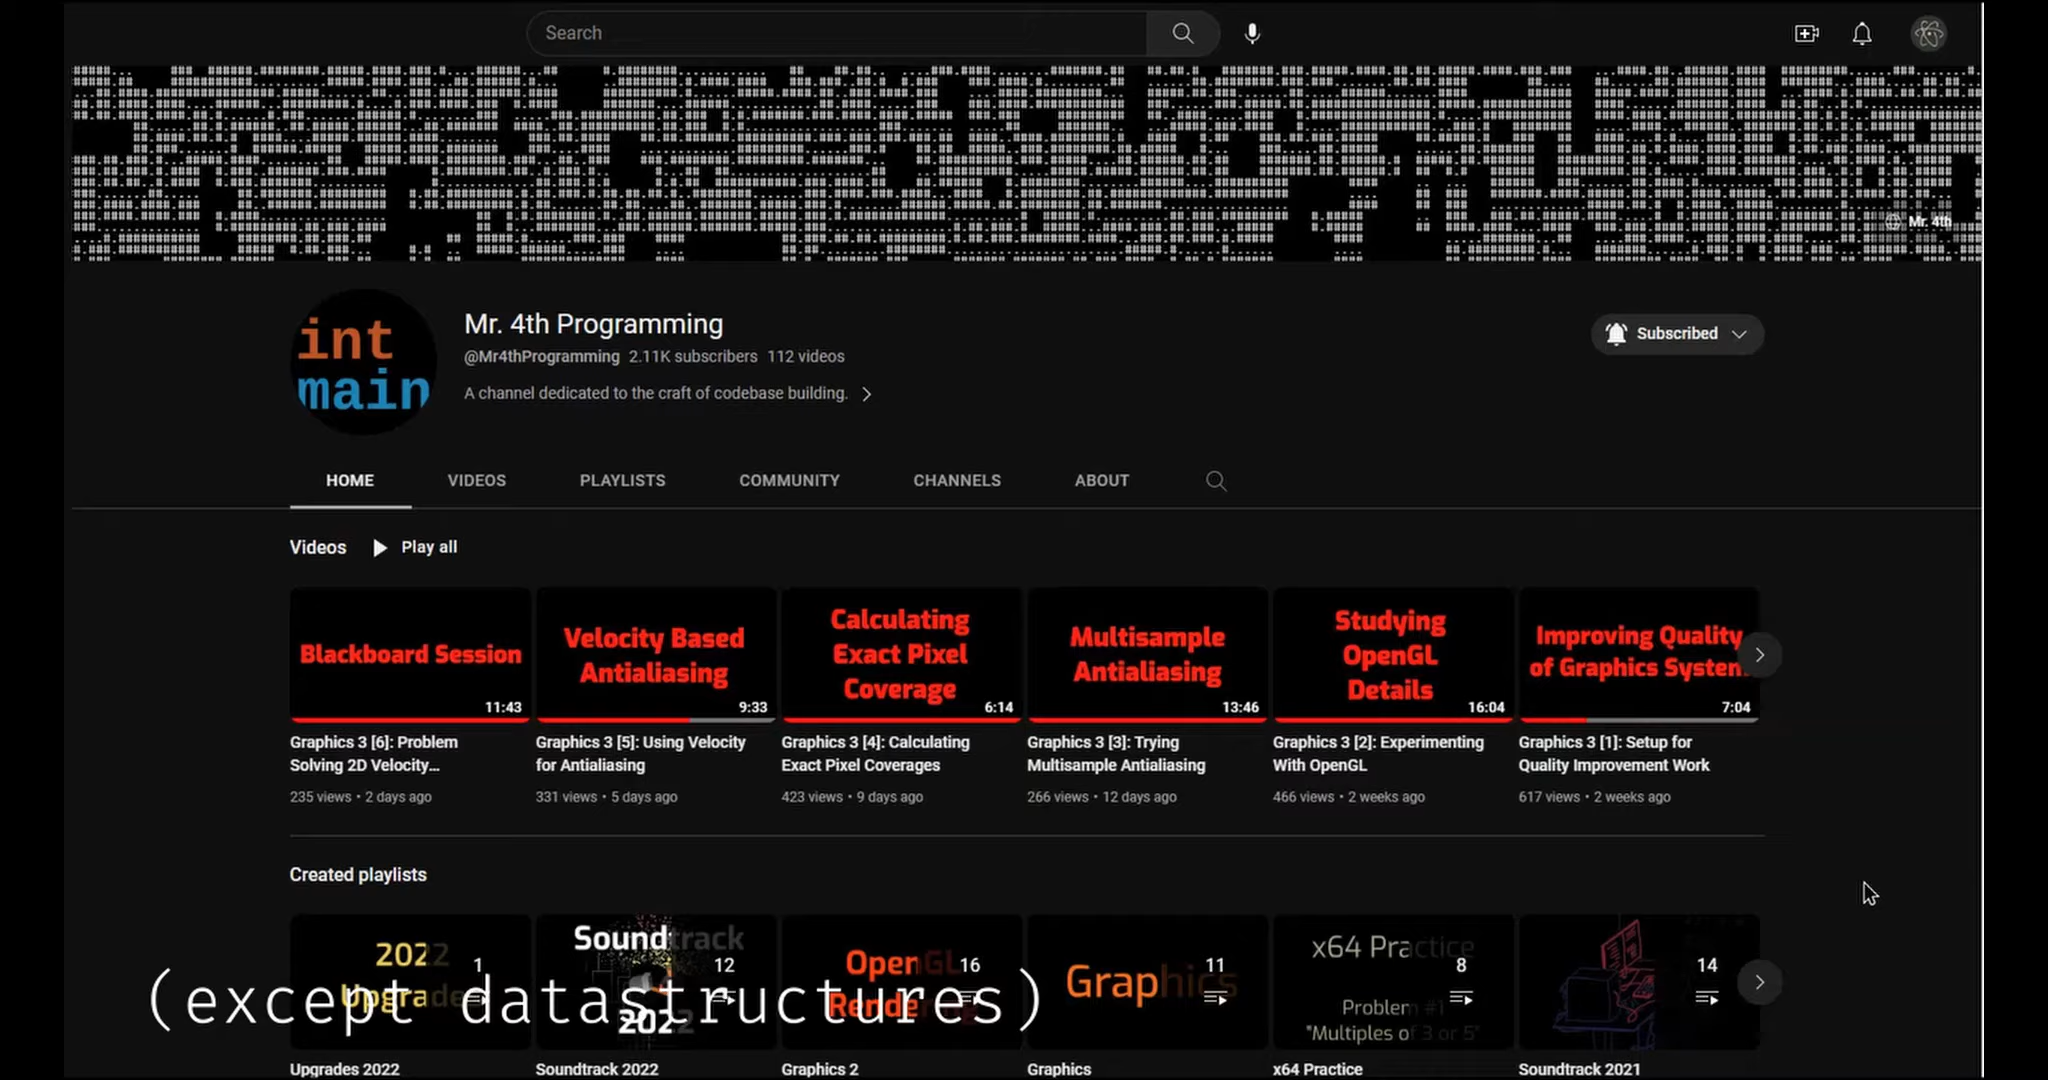 Search
Mr. 4th
int
main
Mr. 4th Programming
@Mr4thProgramming 2.11K subscribers 112 videos
A channel dedicated to the craft of codebase building.
Subscribed
HOME VIDEOS PLAYLISTS COMMUNITY CHANNELS ABOUT
Videos Play all
Blackboard Session
11:43
Velocity Based
Antialiasing
9:33
Calculating
Exact Pixel
Coverage
6:14
Multisample
Antialiasing
13:46
Studying
OpenGL
Details
16:04
Improving Quality
of Graphics System
7:04
Graphics 3 [6]: Problem
Solving 2D Velocity...
235 views • 2 days ago
Graphics 3 [5]: Using Velocity
for Antialiasing
331 views • 5 days ago
Graphics 3 [4]: Calculating
Exact Pixel Coverages
423 views • 9 days ago
Graphics 3 [3]: Trying
Multisample Antialiasing
266 views • 12 days ago
Graphics 3 [2]: Experimenting
With OpenGL
466 views • 2 weeks ago
Graphics 3 [1]: Setup for
Quality Improvement Work
617 views • 2 weeks ago
Created playlists
2022
Upgrade
1
Soundtrack
2022
12
OpenGL
Render
16
Graphics
11
x64 Practice
Problem #1
"Multiples of 3 or 5"
8
14
(except datastructures)
Upgrades 2022
Soundtrack 2022
Graphics 2
Graphics
x64 Practice
Soundtrack 2021